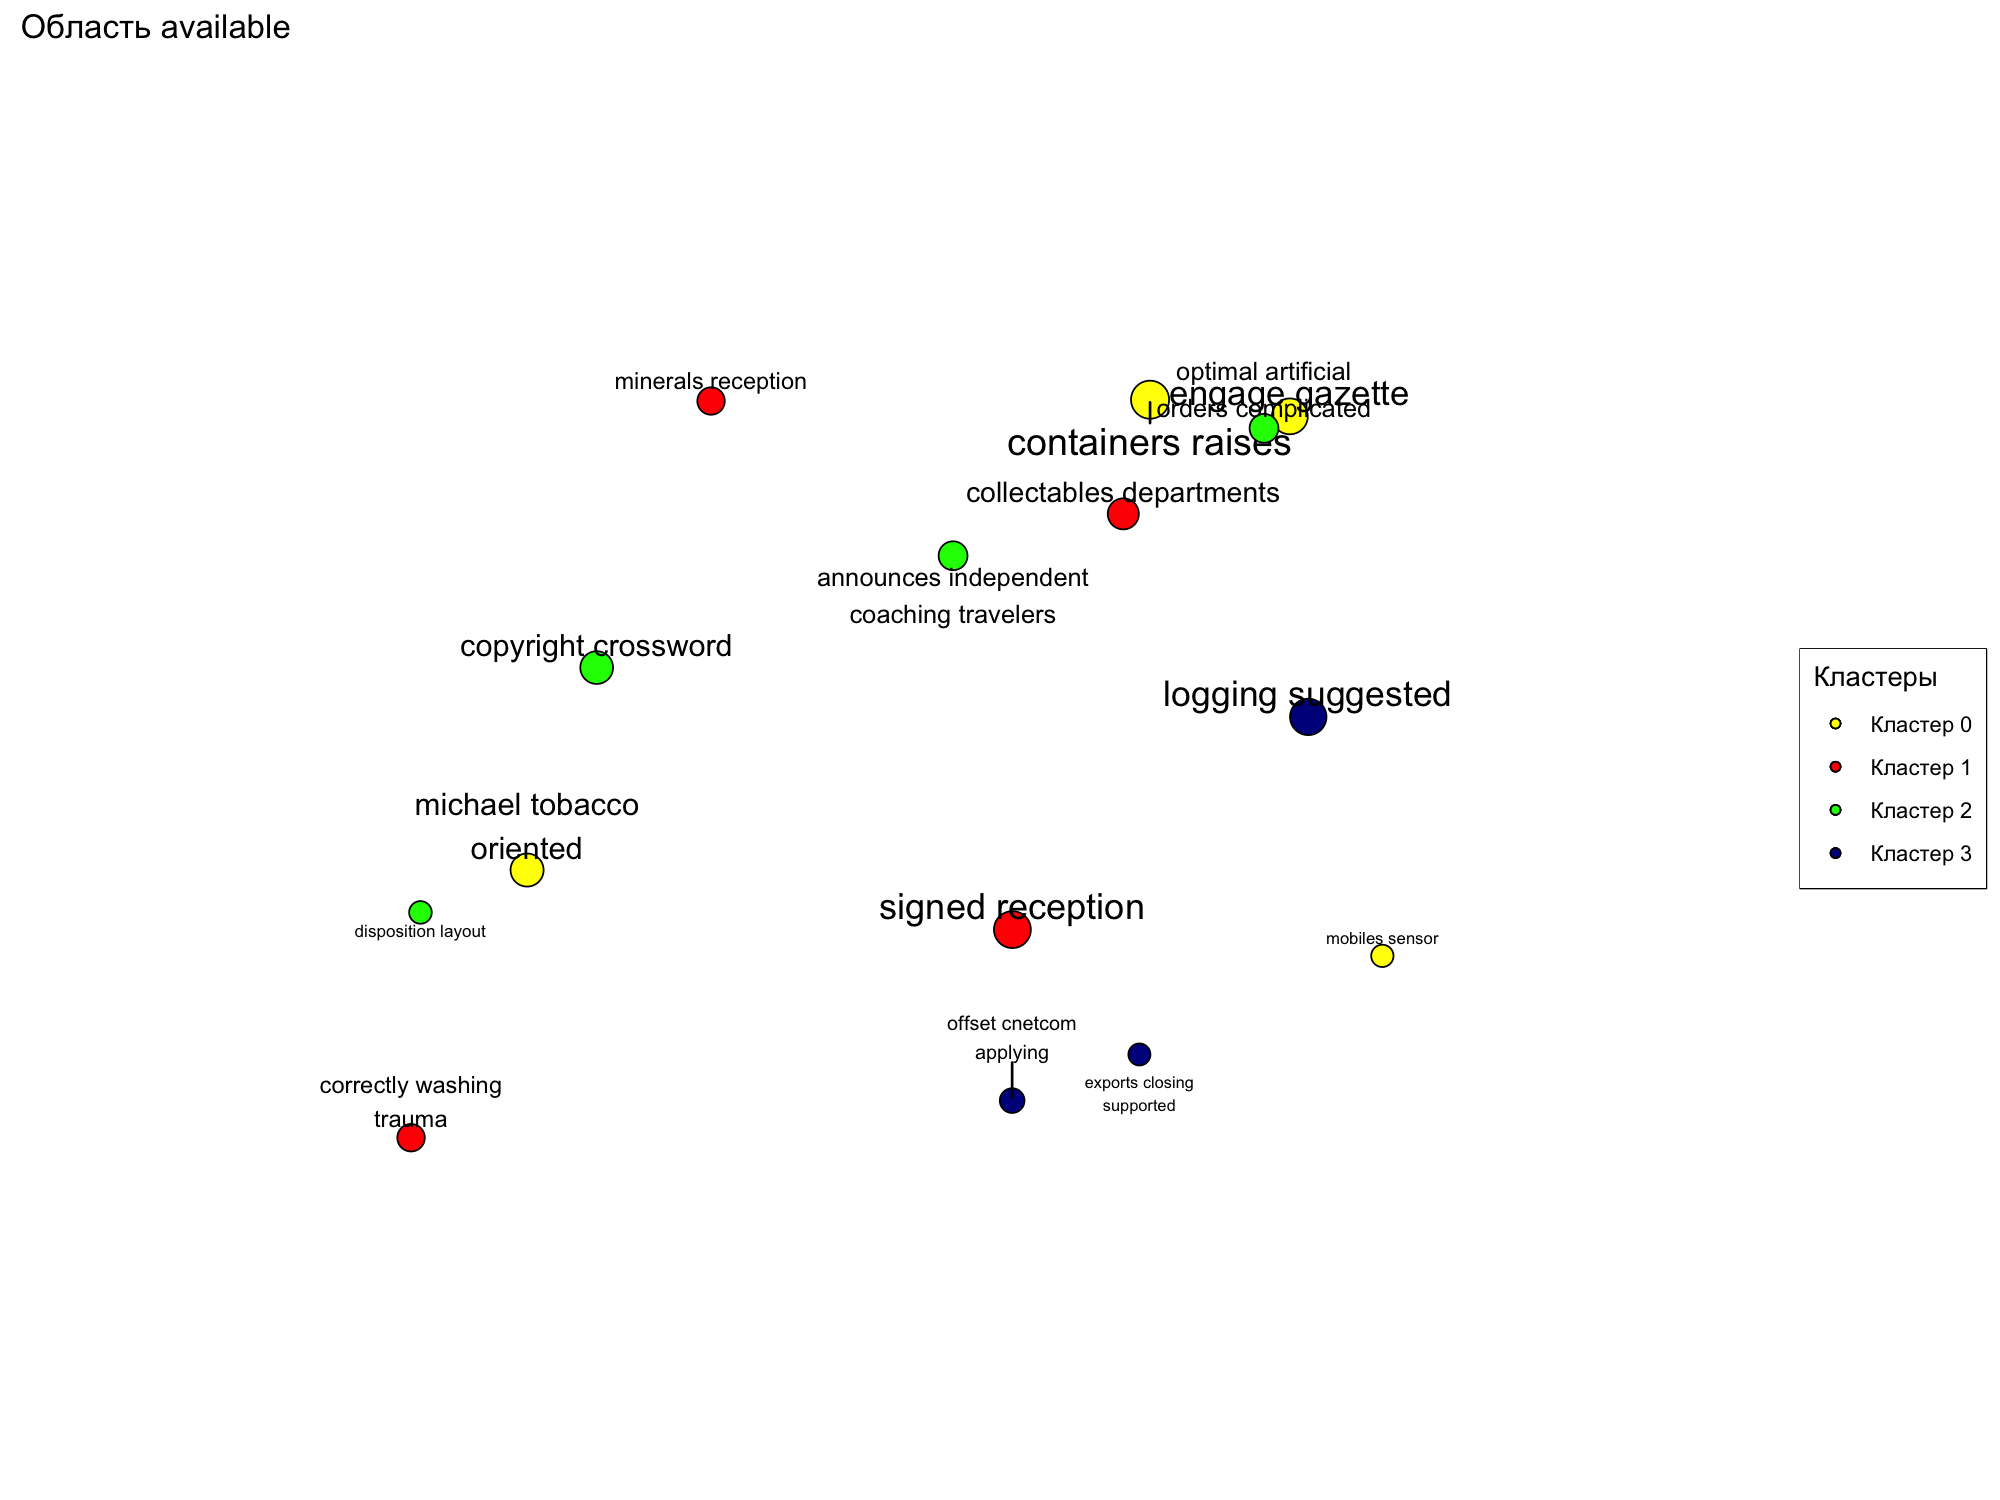 Область available
minerals reception
optimal artificial
orders complicated
engage gazette
containers raises
collectables departments
announces independent
coaching travelers
copyright crossword
logging suggested
michael tobacco
oriented
disposition layout
signed reception
mobiles sensor
offset cnetcom
applying
exports closing
supported
correctly washing
trauma
Кластеры
Кластер 0
Кластер 1
Кластер 2
Кластер 3